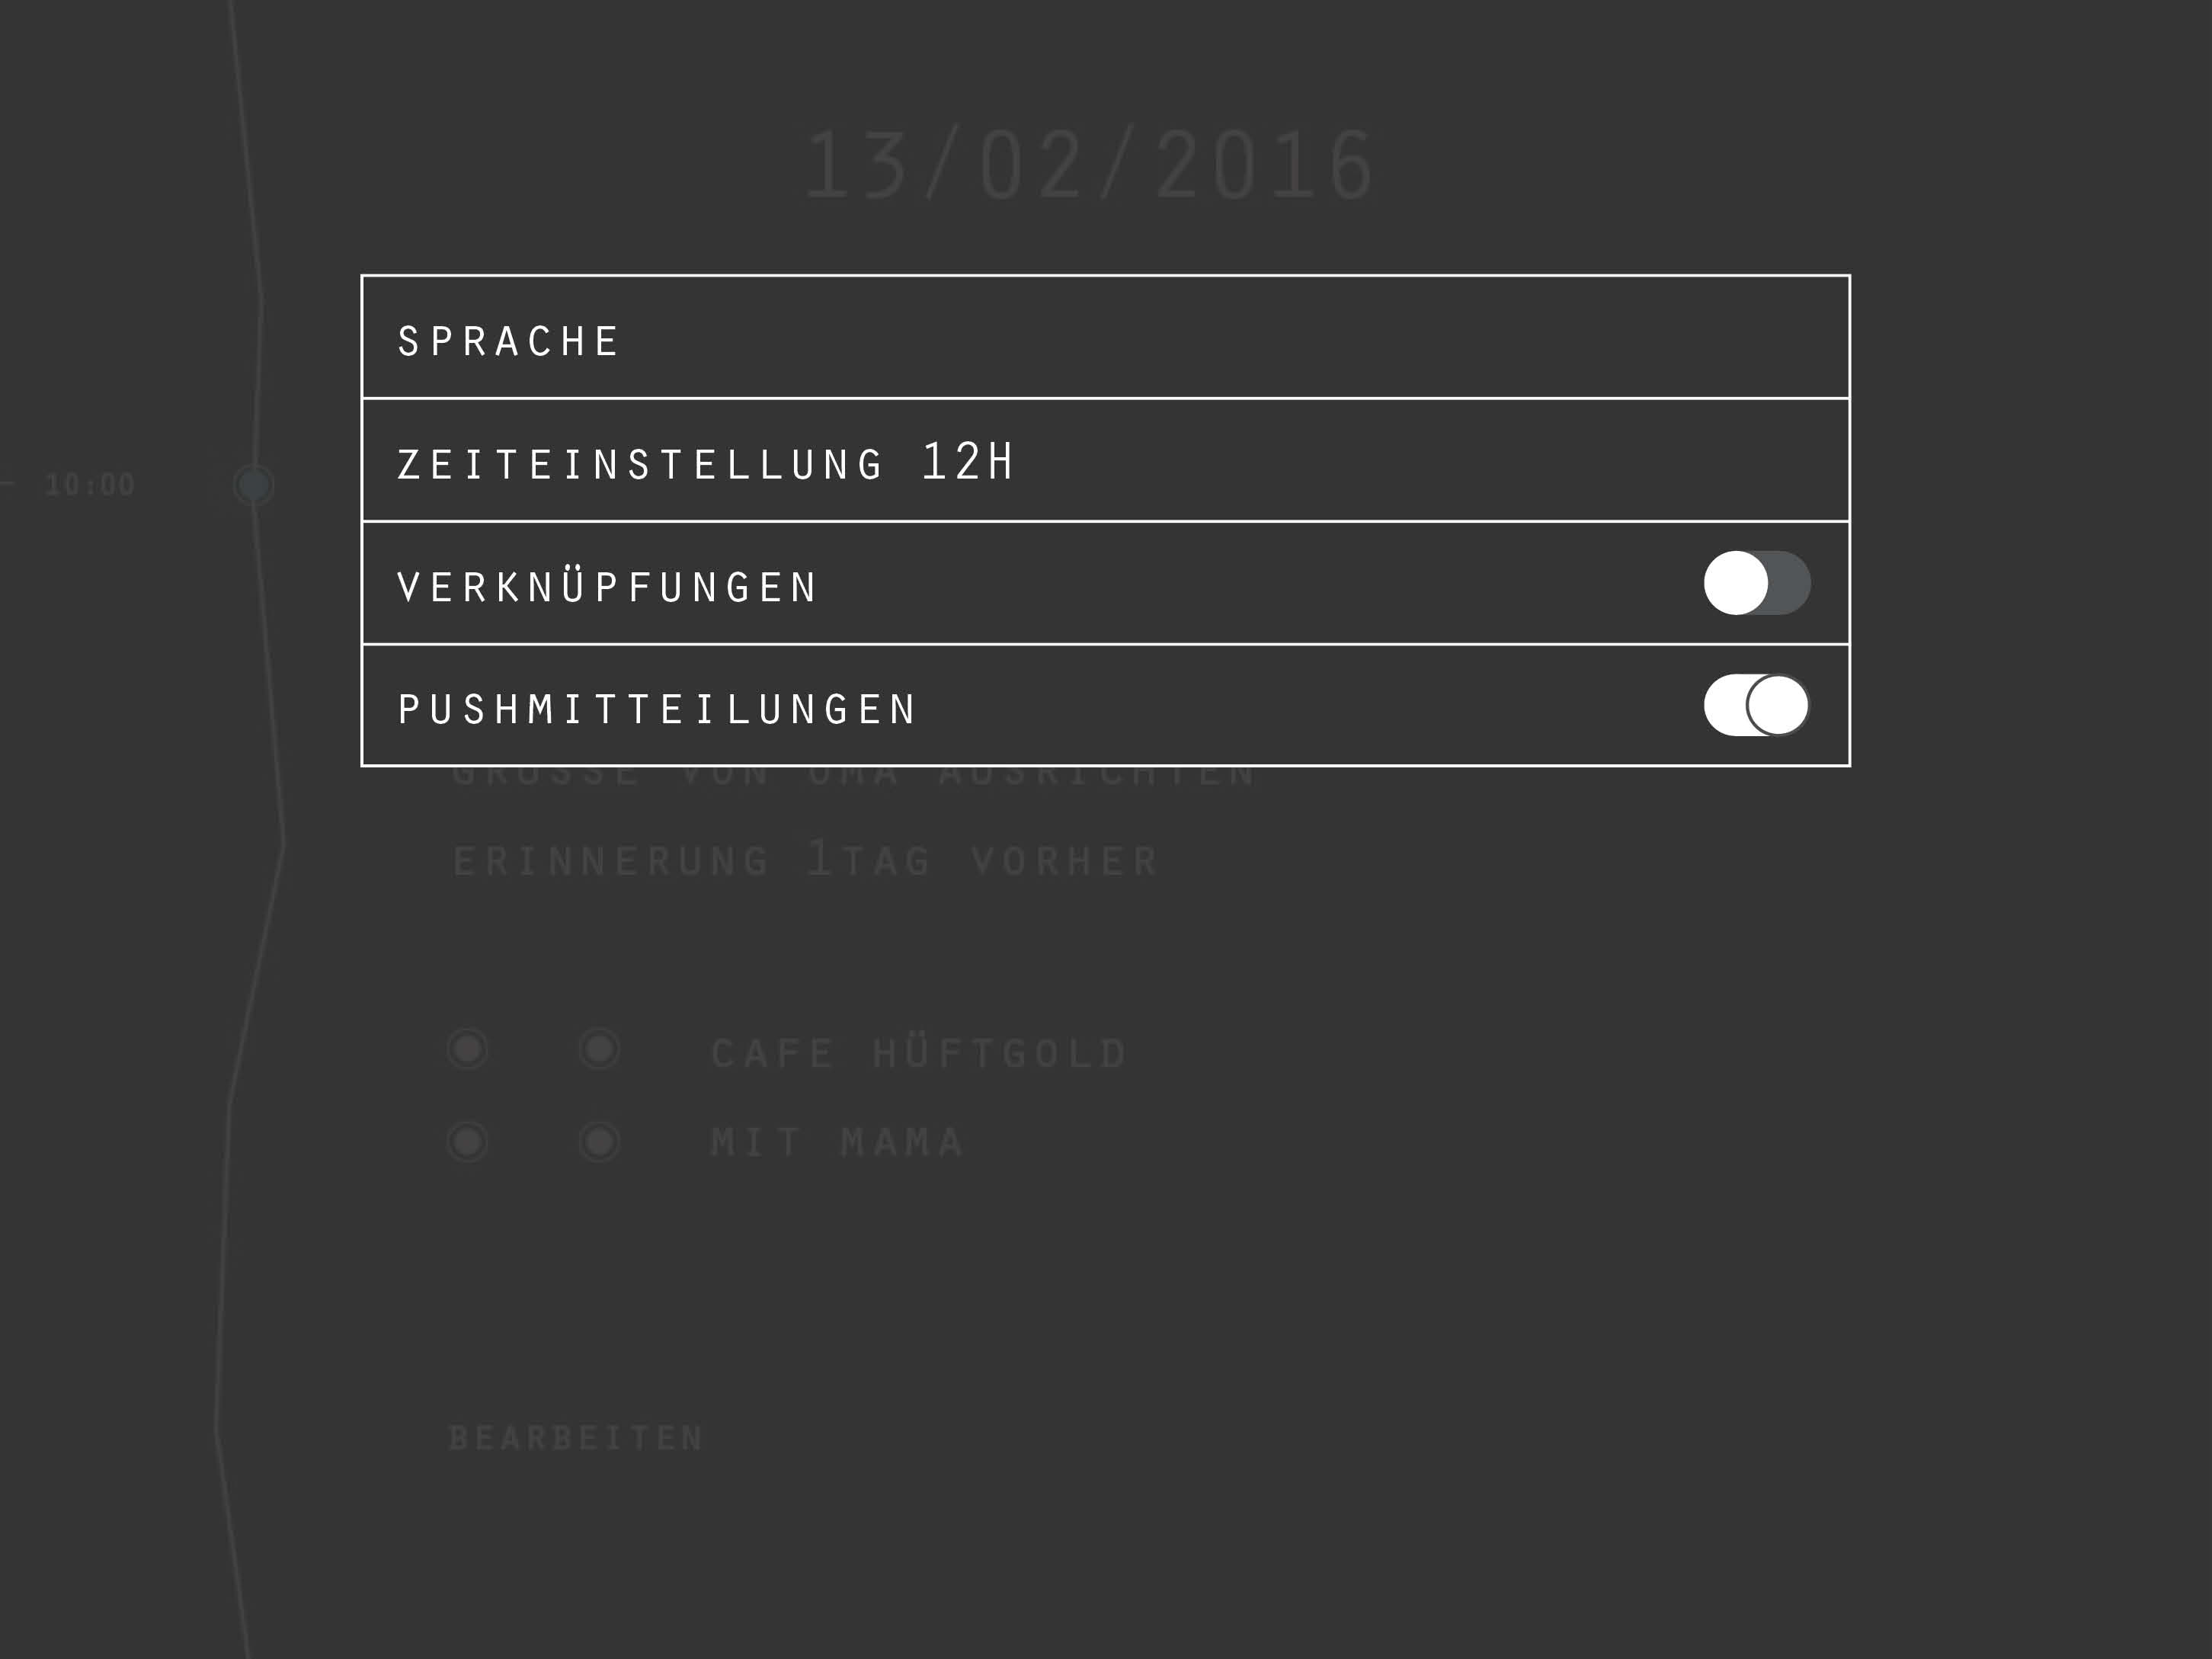 13/02/2016
SPRACHE
ZEITEINSTELLUNG 12H
10:00
VERKNÜPFUNGEN
PUSHMITTEILUNGEN
GRÜSSE VON OMA AUSRICHTEN
ERINNERUNG 1TAG VORHER
CAFE HÜFTGOLD
MIT MAMA
BEARBEITEN